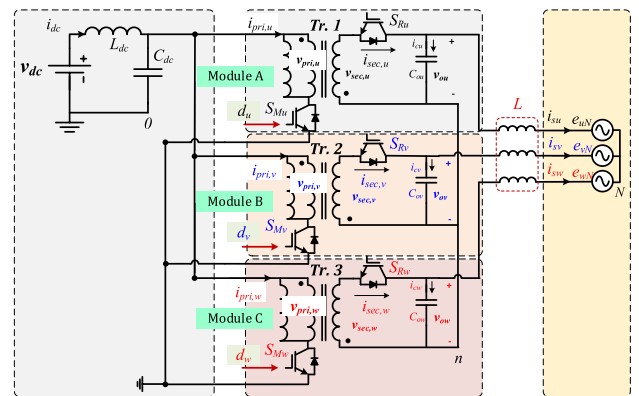 i_dc
L_dc
C_dc
v_dc
+
-
0
i_pri,u
Tr. 1
S_Ru
v_pri,u
v_sec,u
i_sec,u
i_cu
C_ou
v_ou
+
-
Module A
d_u
S_Mu
i_pri,v
Tr. 2
S_Rv
v_pri,v
v_sec,v
i_sec,v
i_cv
C_ov
v_ov
+
-
Module B
d_v
S_Mv
i_pri,w
Tr. 3
S_Rw
v_pri,w
v_sec,w
i_sec,w
i_cw
C_ow
v_ow
+
-
Module C
d_w
S_Mw
n
L
i_su
e_uN
i_sv
e_vN
i_sw
e_wN
N